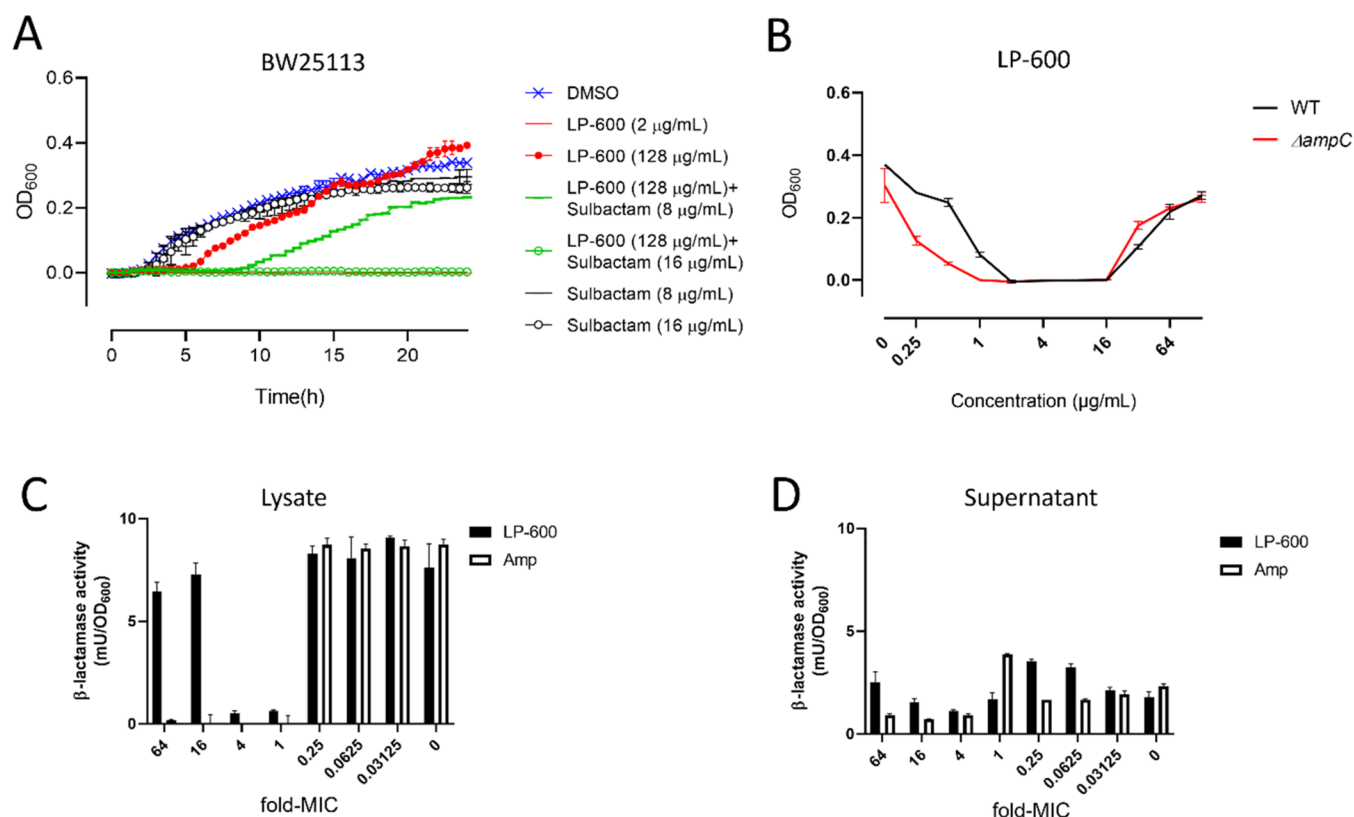 A
BW25113
OD600
0.6
0.4
0.2
0.0
0
5
10
15
20
Time(h)
DMSO
LP-600 (2 µg/mL)
LP-600 (128 µg/mL)
LP-600 (128 µg/mL)+
Sulbactam (8 µg/mL)
LP-600 (128 µg/mL)+
Sulbactam (16 µg/mL)
Sulbactam (8 µg/mL)
Sulbactam (16 µg/mL)
B
LP-600
OD600
0.6
0.4
0.2
0.0
0
0.25
1
4
16
64
Concentration (µg/mL)
WT
ΔampC
C
Lysate
β-lactamase activity
(mU/OD600)
10
5
0
64
16
4
1
0.25
0.0625
0.03125
0
fold-MIC
LP-600
Amp
D
Supernatant
β-lactamase activity
(mU/OD600)
10
5
0
64
16
4
1
0.25
0.0625
0.03125
0
fold-MIC
LP-600
Amp